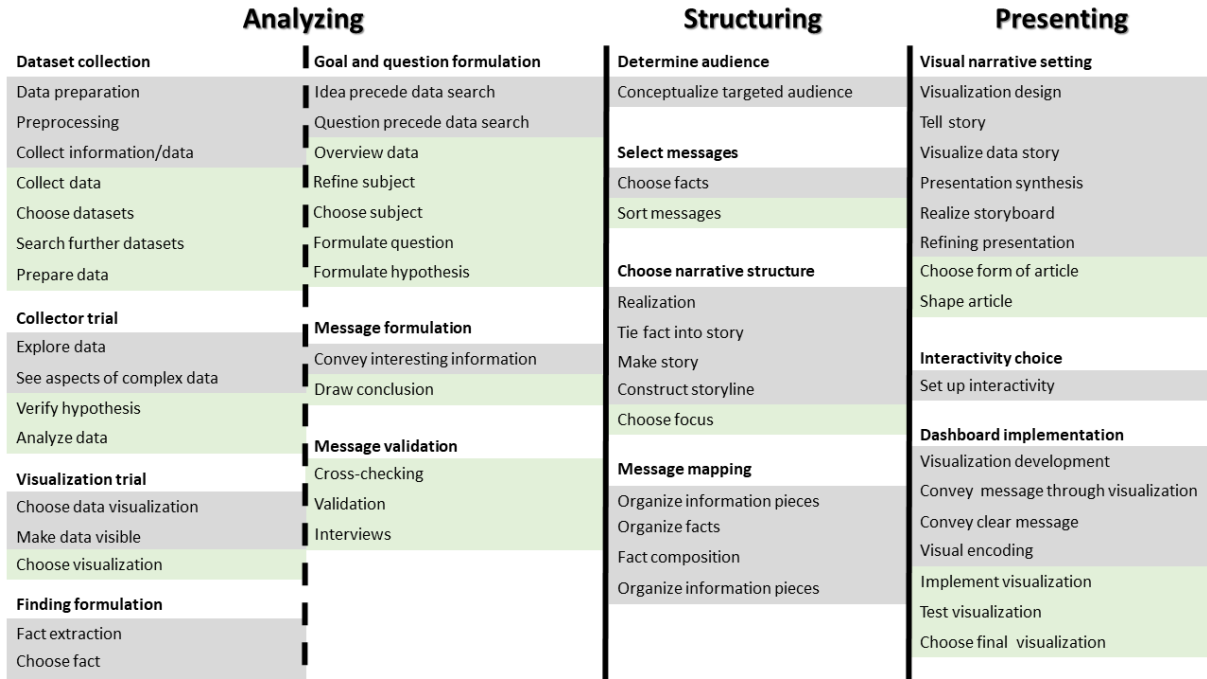 Analyzing
Structuring
Presenting
Dataset collection
Data preparation
Preprocessing
Collect information/data
Collect data
Choose datasets
Search further datasets
Prepare data
Collector trial
Explore data
See aspects of complex data
Verify hypothesis
Analyze data
Visualization trial
Choose data visualization
Make data visible
Choose visualization
Finding formulation
Fact extraction
Choose fact
Goal and question formulation
Idea precede data search
Question precede data search
Overview data
Refine subject
Choose subject
Formulate question
Formulate hypothesis
Message formulation
Convey interesting information
Draw conclusion
Message validation
Cross-checking
Validation
Interviews
Determine audience
Conceptualize targeted audience
Select messages
Choose facts
Sort messages
Choose narrative structure
Realization
Tie fact into story
Make story
Construct storyline
Choose focus
Message mapping
Organize information pieces
Organize facts
Fact composition
Organize information pieces
Visual narrative setting
Visualization design
Tell story
Visualize data story
Presentation synthesis
Realize storyboard
Refining presentation
Choose form of article
Shape article
Interactivity choice
Set up interactivity
Dashboard implementation
Visualization development
Convey message through visualization
Convey clear message
Visual encoding
Implement visualization
Test visualization
Choose final visualization